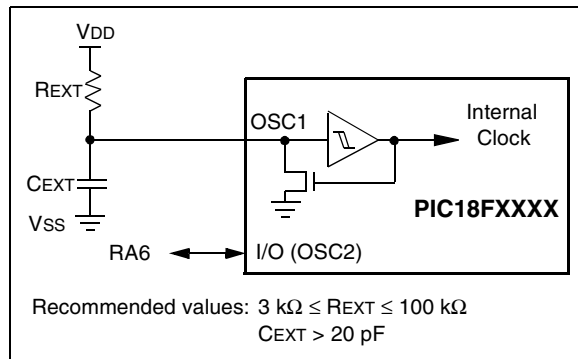 VDD
REXT
OSC1
Internal
Clock
CEXT
PIC18FXXXX
VSS
RA6
I/O (OSC2)
Recommended values: 3 kΩ ≤ REXT ≤ 100 kΩ
CEXT > 20 pF